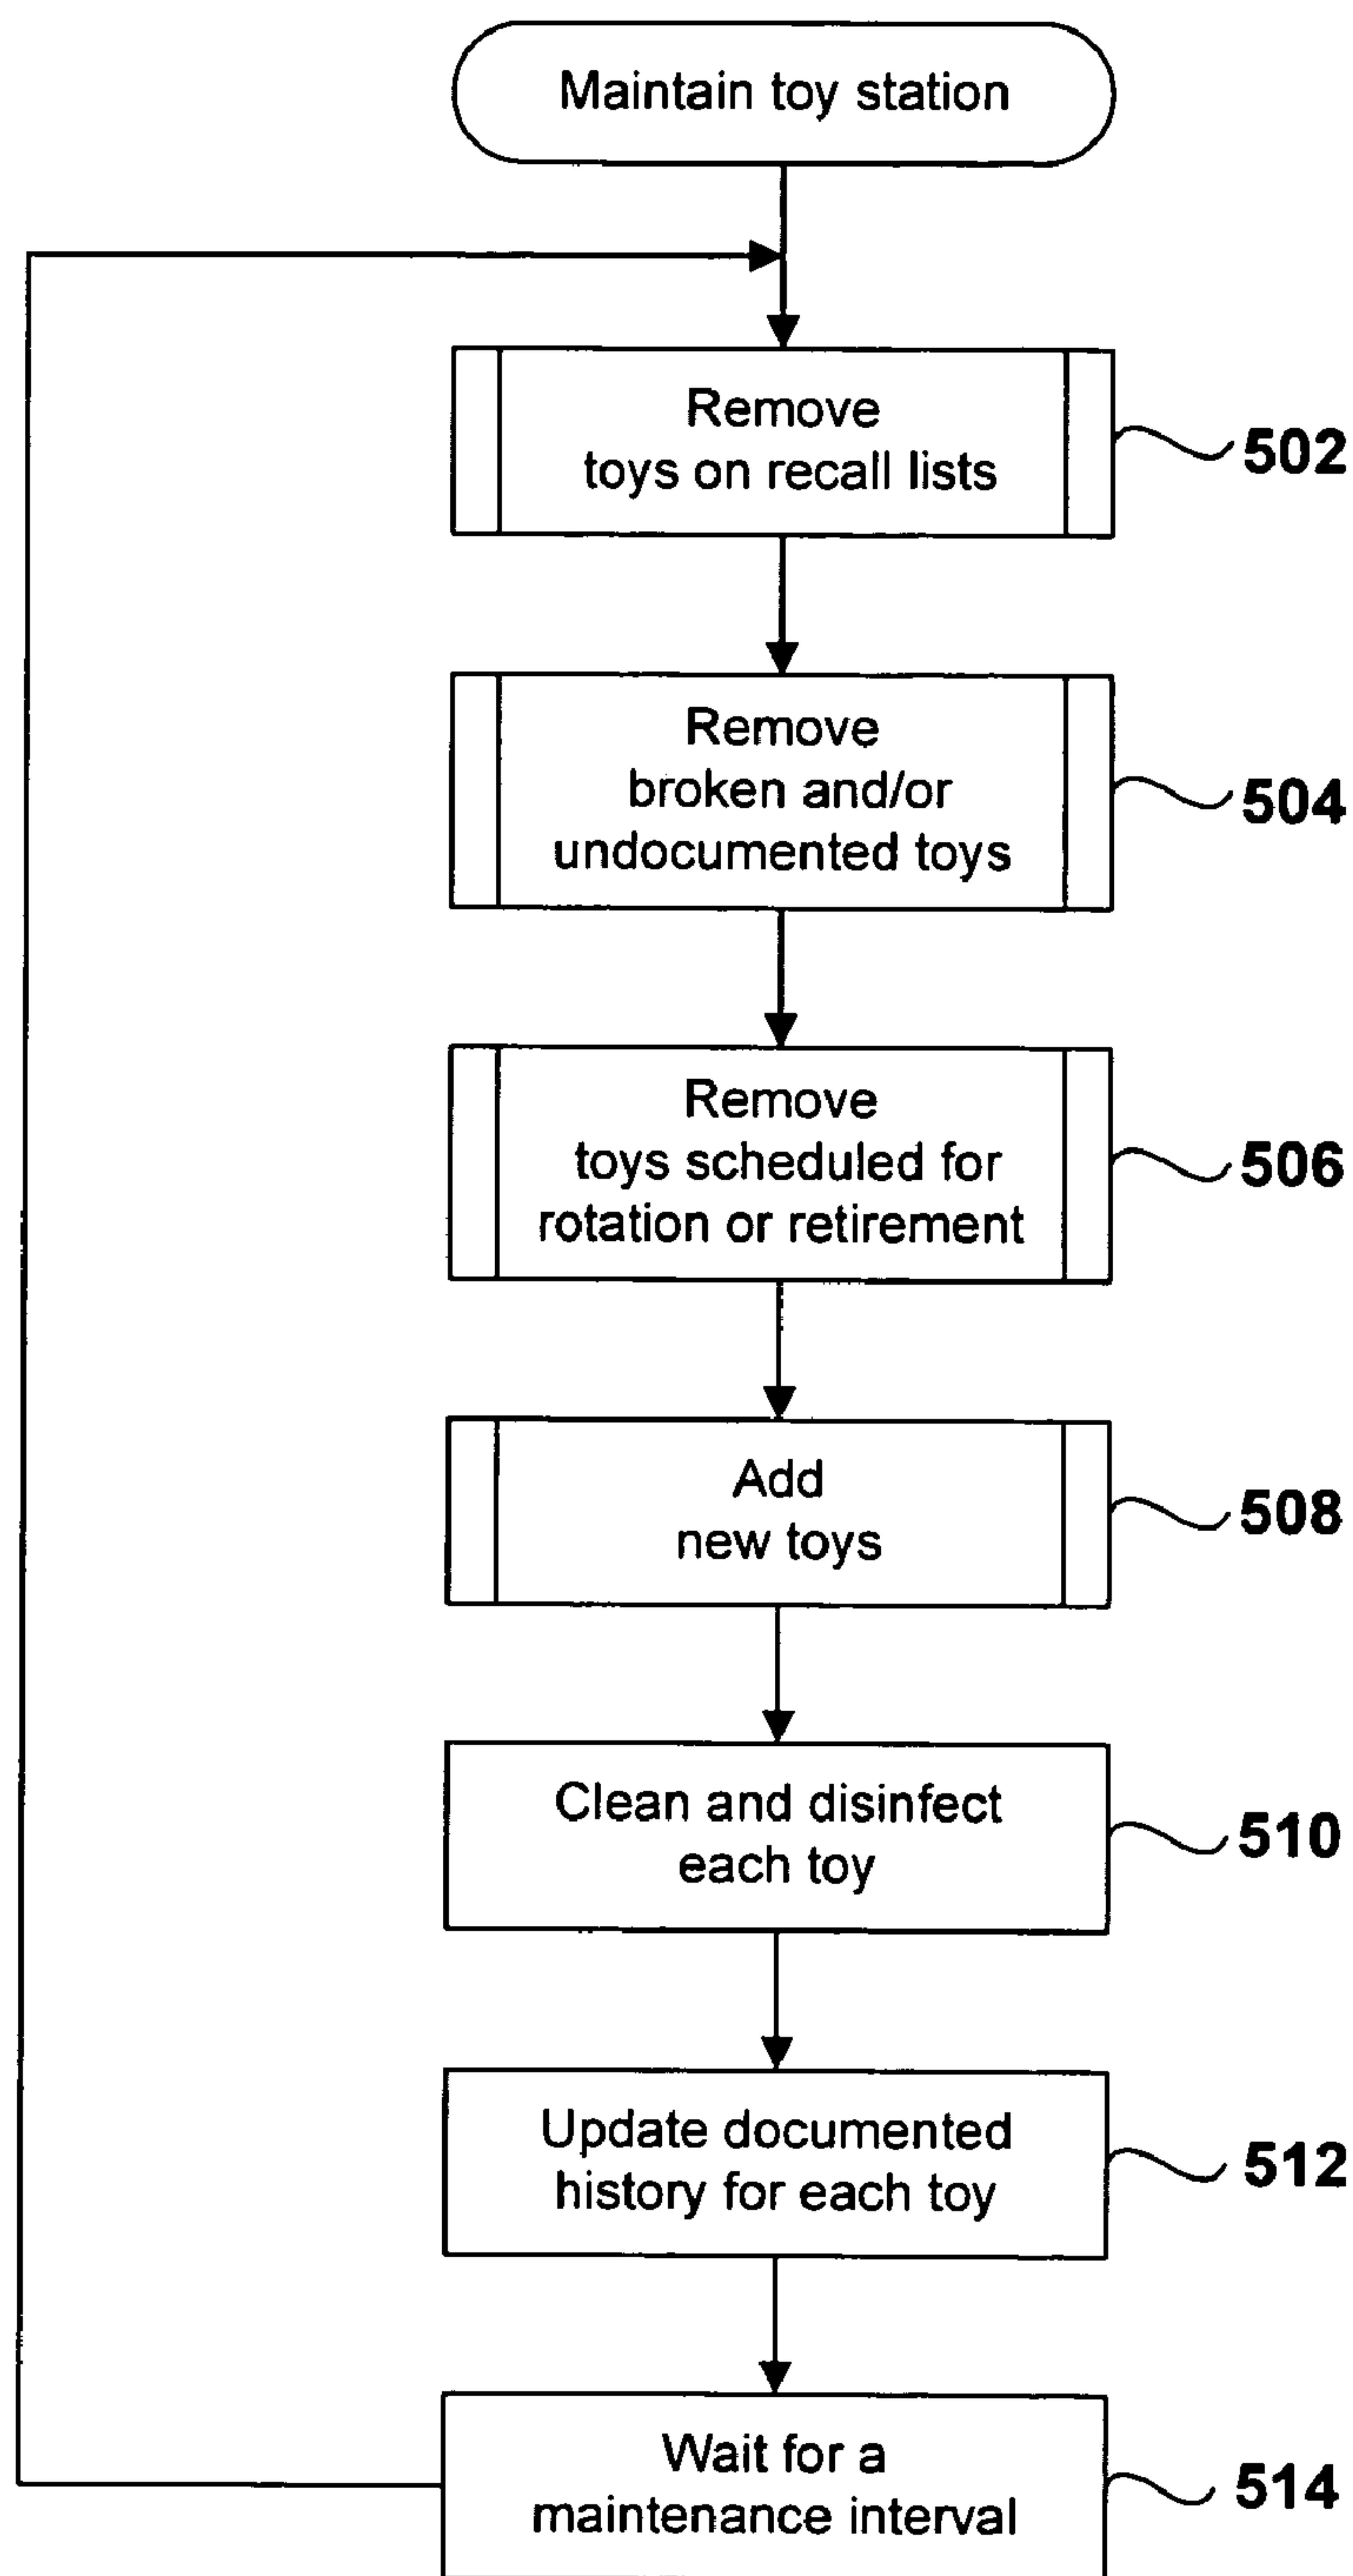 Maintain toy station
Remove
toys on recall lists
502
Remove
broken and/or
undocumented toys
504
Remove
toys scheduled for
rotation or retirement
506
Add
new toys
508
Clean and disinfect
each toy
510
Update documented
history for each toy
512
Wait for a
maintenance interval
514